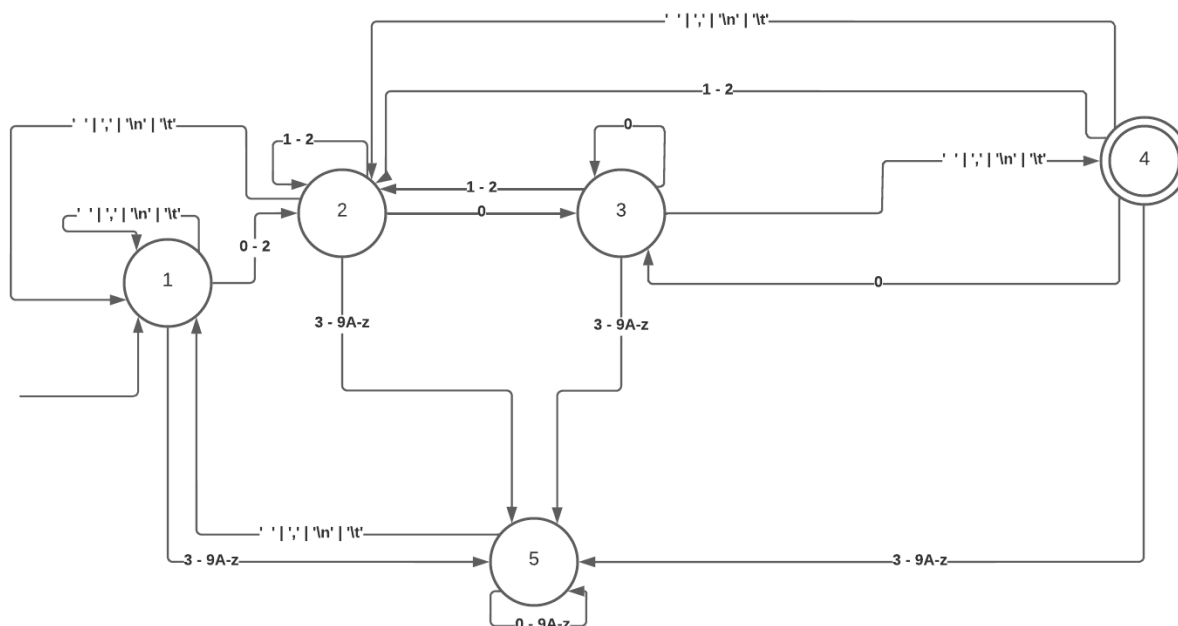 ' ' | ',' | '\n' | '\t'
1 - 2
' ' | ',' | '\n' | '\t'
1 - 2
0
' ' | ',' | '\n' | '\t'
4
1 - 2
2
0
3
' ' | ',' | '\n' | '\t'
0 - 2
1
0
3 - 9A-z
3 - 9A-z
' ' | ',' | '\n' | '\t'
3 - 9A-z
5
3 - 9A-z
0 - 9A-z